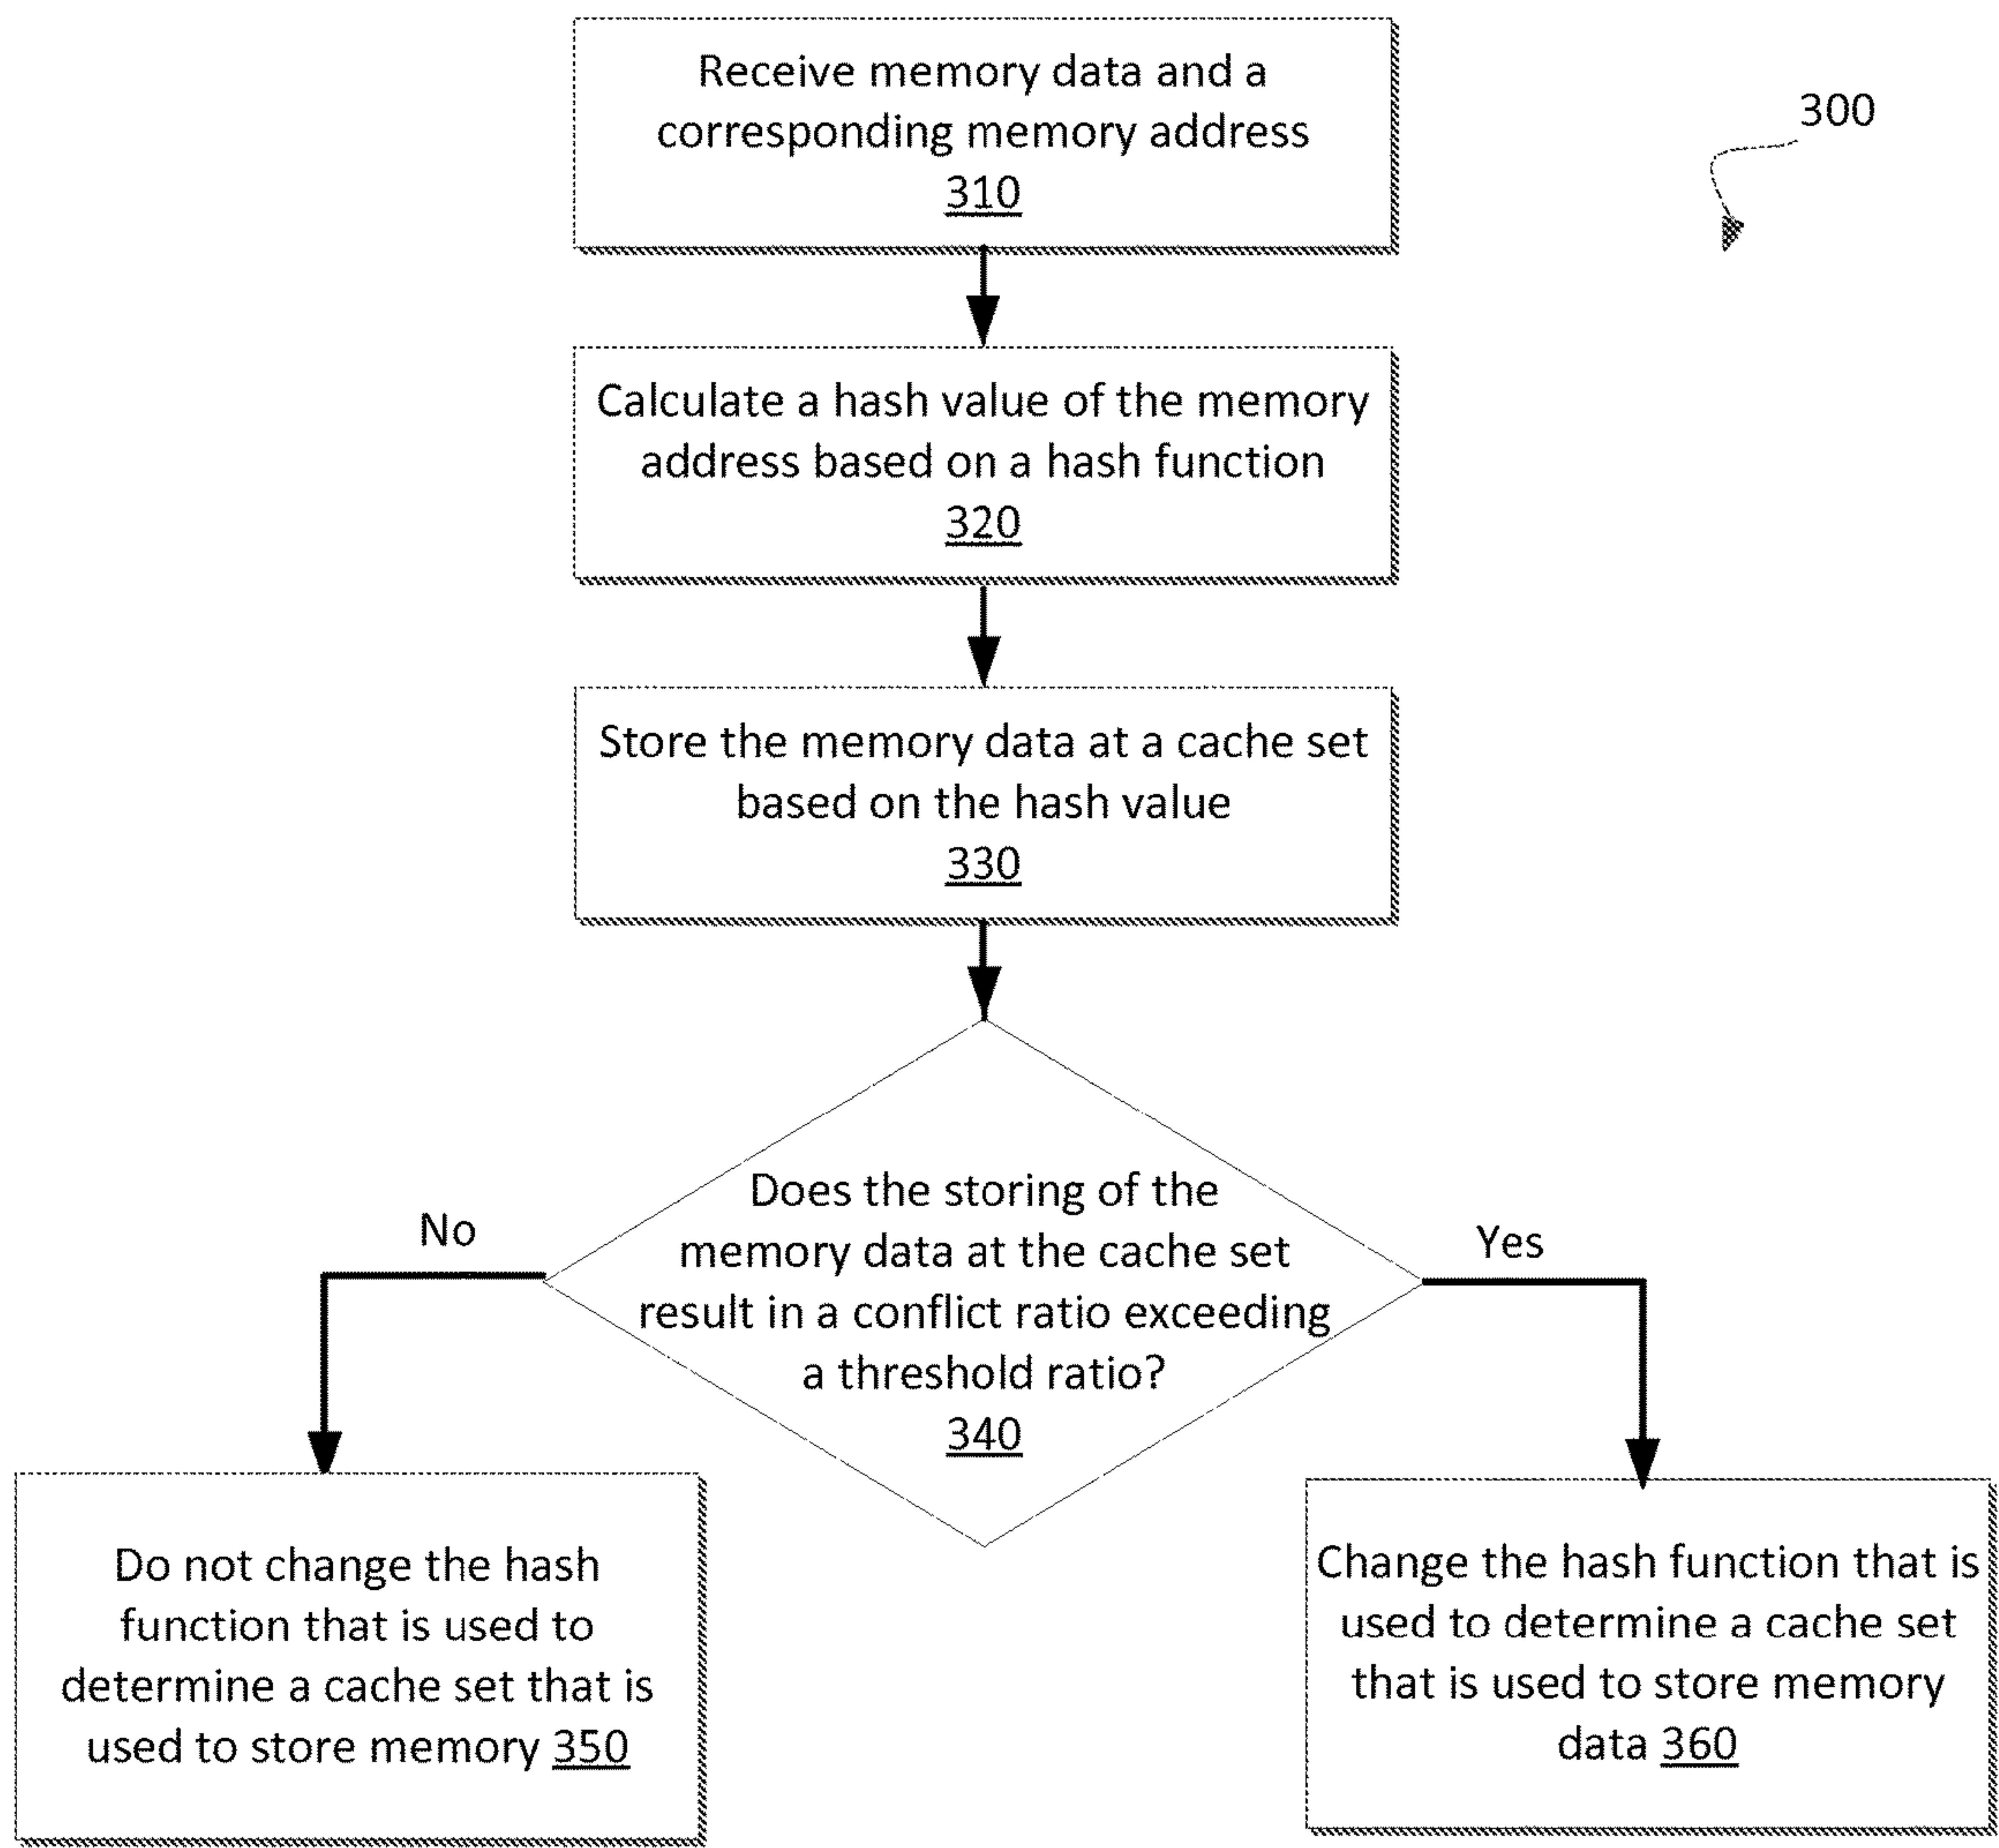 Receive memory data and a
corresponding memory address
310
300
Calculate a hash value of the memory
address based on a hash function
320
Store the memory data at a cache set
based on the hash value
330
Does the storing of the
memory data at the cache set
result in a conflict ratio exceeding
a threshold ratio?
340
No
Yes
Do not change the hash
function that is used to
determine a cache set that is
used to store memory 350
Change the hash function that is
used to determine a cache set
that is used to store memory
data 360